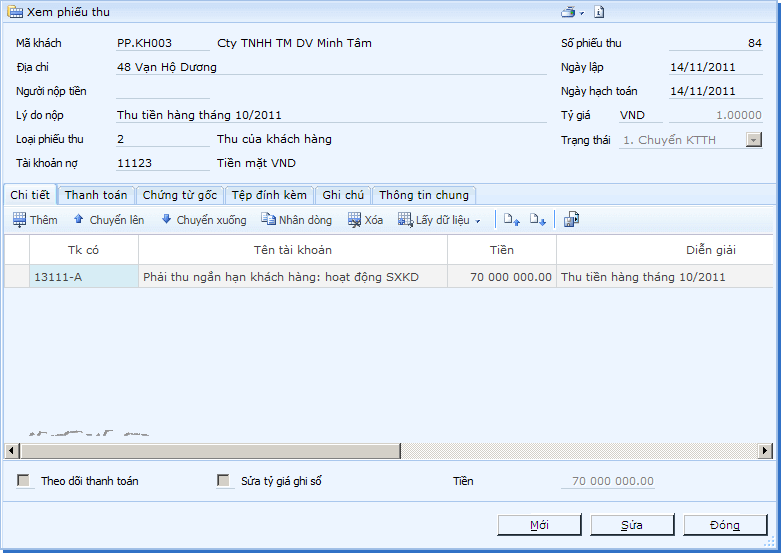 Xem phiếu thu
Mã khách PP.KH003 Cty TNHH TM DV Minh Tâm Số phiếu thu 84
Địa chỉ 48 Vạn Hộ Dương Ngày lập 14/11/2011
Người nộp tiền Ngày hạch toán 14/11/2011
Lý do nộp Thu tiền hàng tháng 10/2011 Tỷ giá VND 1.00000
Loại phiếu thu 2 Thu của khách hàng Trạng thái 1. Chuyển KTTH
Tài khoản nợ 11123 Tiền mặt VND
Chi tiết Thanh toán Chứng từ gốc Tệp đính kèm Ghi chú Thông tin chung
Thêm Chuyển lên Chuyển xuống Nhân dòng Xóa Lấy dữ liệu
Tk có Tên tài khoản Tiền Diễn giải
13111-A Phải thu ngắn hạn khách hàng: hoạt động SXKD 70 000 000.00 Thu tiền hàng tháng 10/2011
Theo dõi thanh toán Sửa tỷ giá ghi sổ Tiền 70 000 000.00
Mới Sửa Đóng